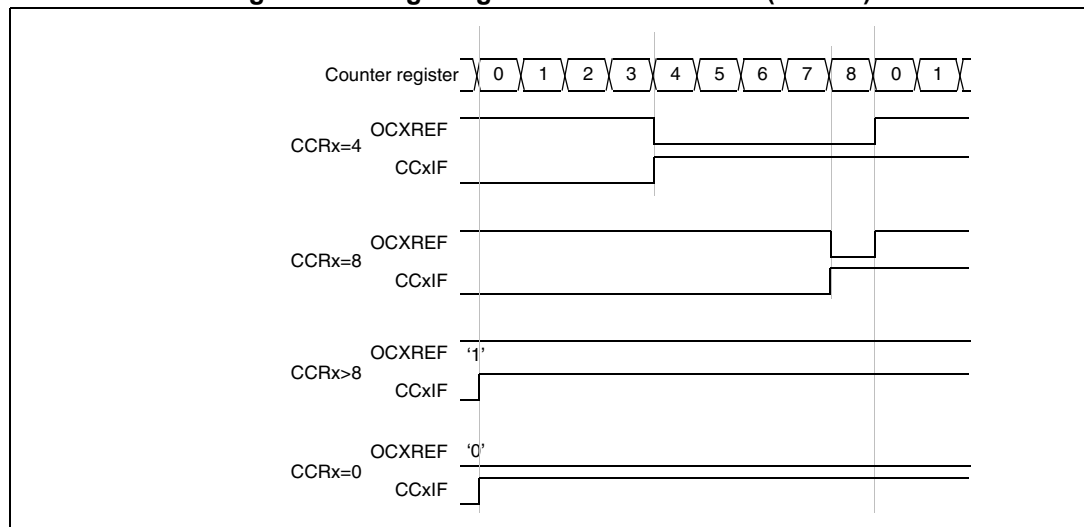 Counter register 0 1 2 3 4 5 6 7 8 0 1
OCXREF
CCRx=4
CCxIF
OCXREF
CCRx=8
CCxIF
OCXREF ‘1’
CCRx>8
CCxIF
OCXREF ‘0’
CCRx=0
CCxIF